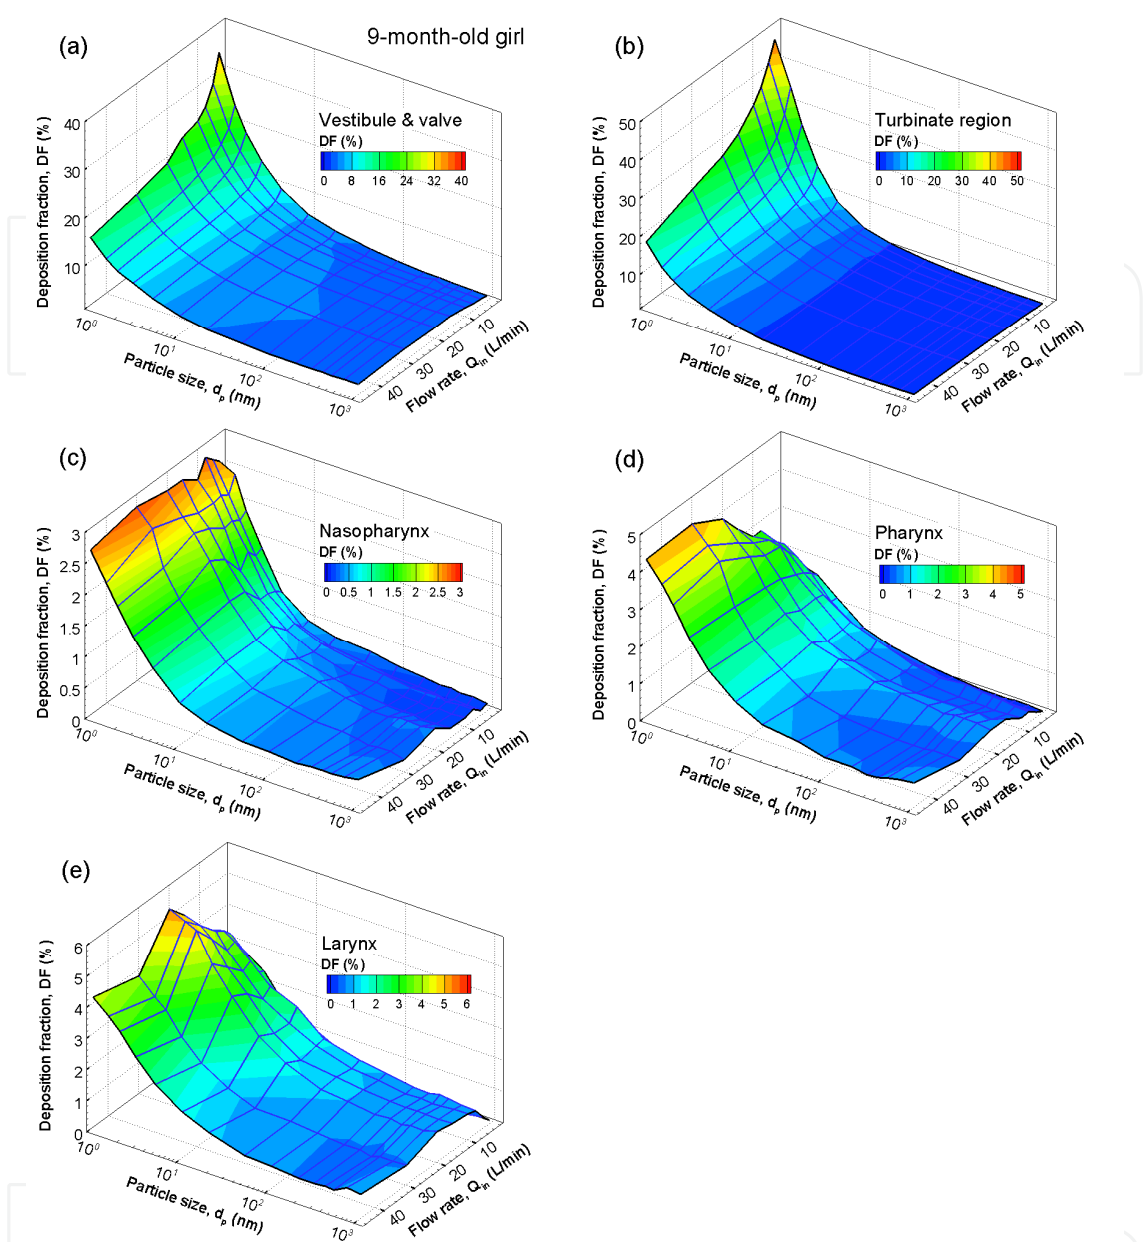 (a)
9-month-old girl
Vestibule & valve
DF (%)
0 8 16 24 32 40
Deposition fraction, DF (%)
40
30
20
10
10⁰
10¹
10²
10³
Particle size, dₚ (nm)
10
20
30
40
Flow rate, Qᵢₙ (L/min)
(b)
Turbinate region
DF (%)
0 10 20 30 40 50
Deposition fraction, DF (%)
50
40
30
20
10
10⁰
10¹
10²
10³
Particle size, dₚ (nm)
10
20
30
40
Flow rate, Qᵢₙ (L/min)
(c)
Nasopharynx
DF (%)
0 0.5 1 1.5 2 2.5 3
Deposition fraction, DF (%)
3
2.5
2
1.5
1
0.5
0
10⁰
10¹
10²
10³
Particle size, dₚ (nm)
10
20
30
40
Flow rate, Qᵢₙ (L/min)
(d)
Pharynx
DF (%)
0 1 2 3 4 5
Deposition fraction, DF (%)
5
4
3
2
1
0
10⁰
10¹
10²
10³
Particle size, dₚ (nm)
10
20
30
40
Flow rate, Qᵢₙ (L/min)
(e)
Larynx
DF (%)
0 1 2 3 4 5 6
Deposition fraction, DF (%)
6
5
4
3
2
1
0
10⁰
10¹
10²
10³
Particle size, dₚ (nm)
10
20
30
40
Flow rate, Qᵢₙ (L/min)